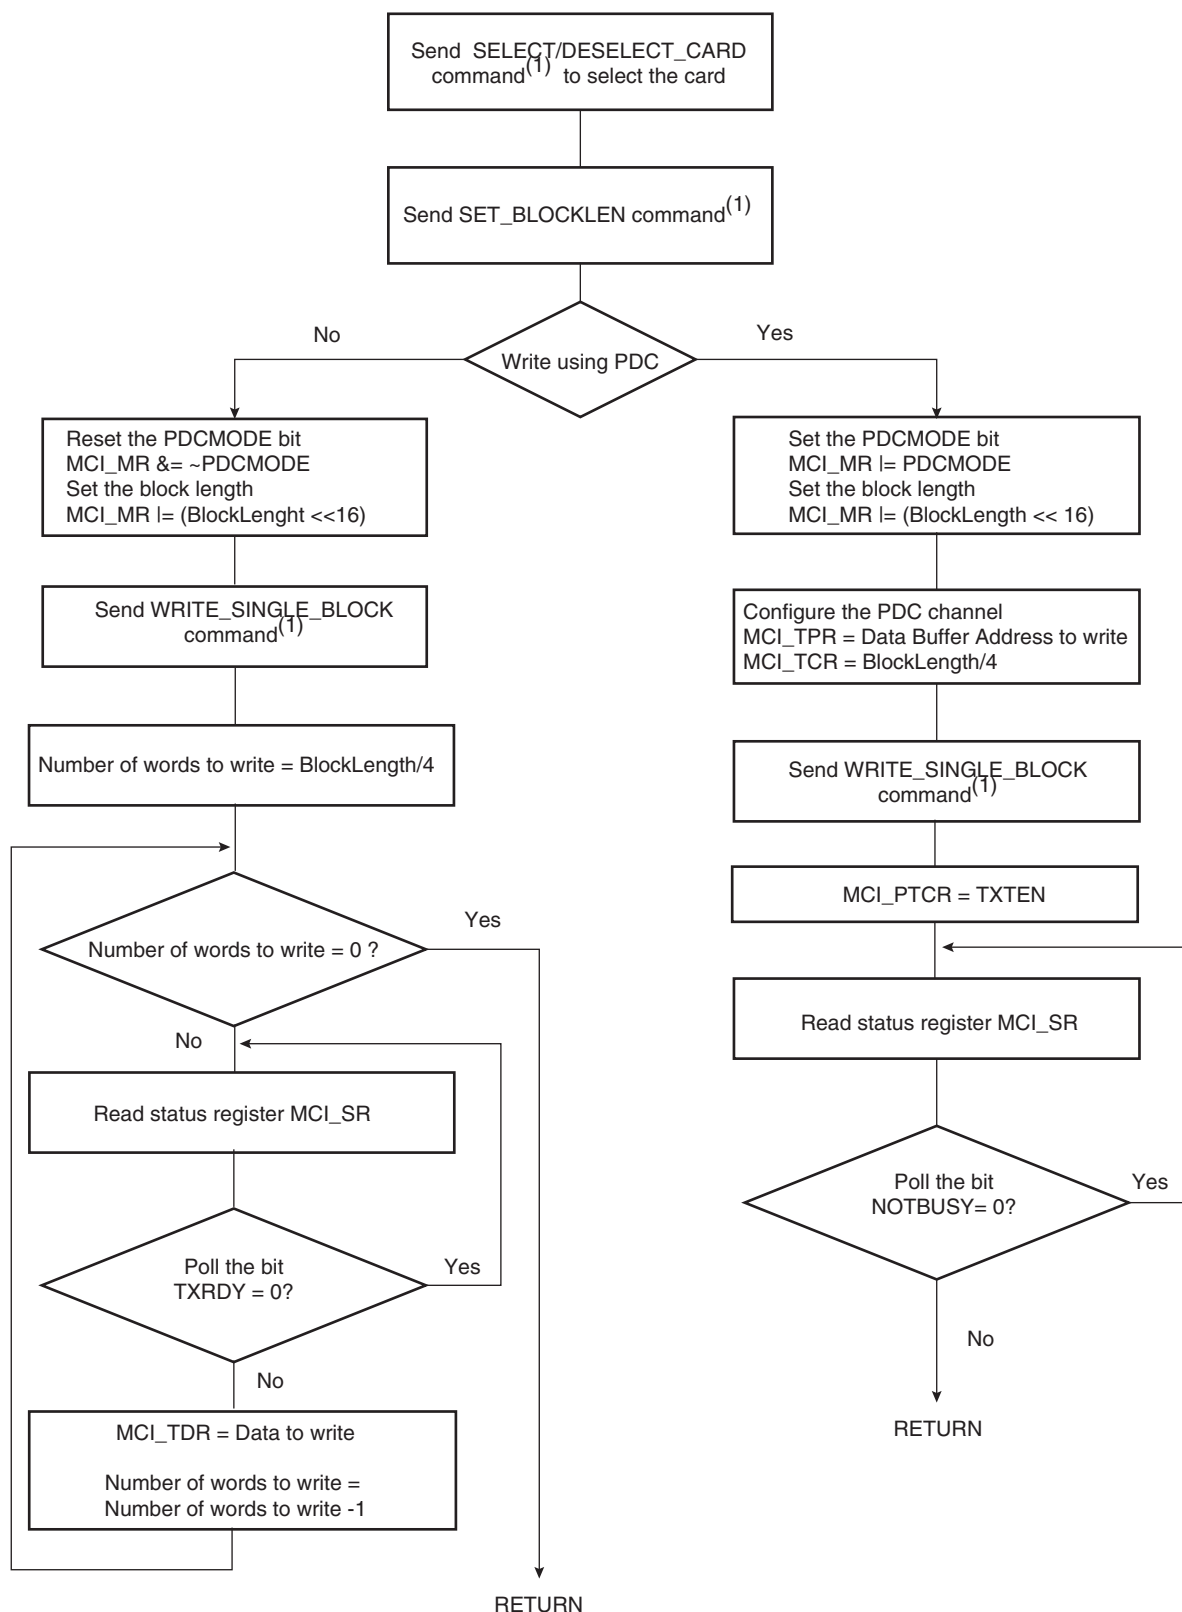 Send SELECT/DESELECT_CARD
command(1) to select the card
Send SET_BLOCKLEN command(1)
Write using PDC
No
Yes
Reset the PDCMODE bit
MCI_MR &= ~PDCMODE
Set the block length
MCI_MR |= (BlockLenght <<16)
Send WRITE_SINGLE_BLOCK
command(1)
Number of words to write = BlockLength/4
Number of words to write = 0 ?
Yes
No
Read status register MCI_SR
Poll the bit
TXRDY = 0?
Yes
No
MCI_TDR = Data to write
Number of words to write =
Number of words to write -1
RETURN
Set the PDCMODE bit
MCI_MR |= PDCMODE
Set the block length
MCI_MR |= (BlockLength << 16)
Configure the PDC channel
MCI_TPR = Data Buffer Address to write
MCI_TCR = BlockLength/4
Send WRITE_SINGLE_BLOCK
command(1)
MCI_PTCR = TXTEN
Read status register MCI_SR
Poll the bit
NOTBUSY= 0?
Yes
No
RETURN